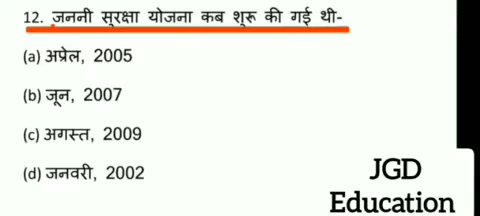 12. जननी सुरक्षा योजना कब शुरू की गई थी-
(a) अप्रेल, 2005
(b) जून, 2007
(c) अगस्त, 2009
(d) जनवरी, 2002
JGD
Education